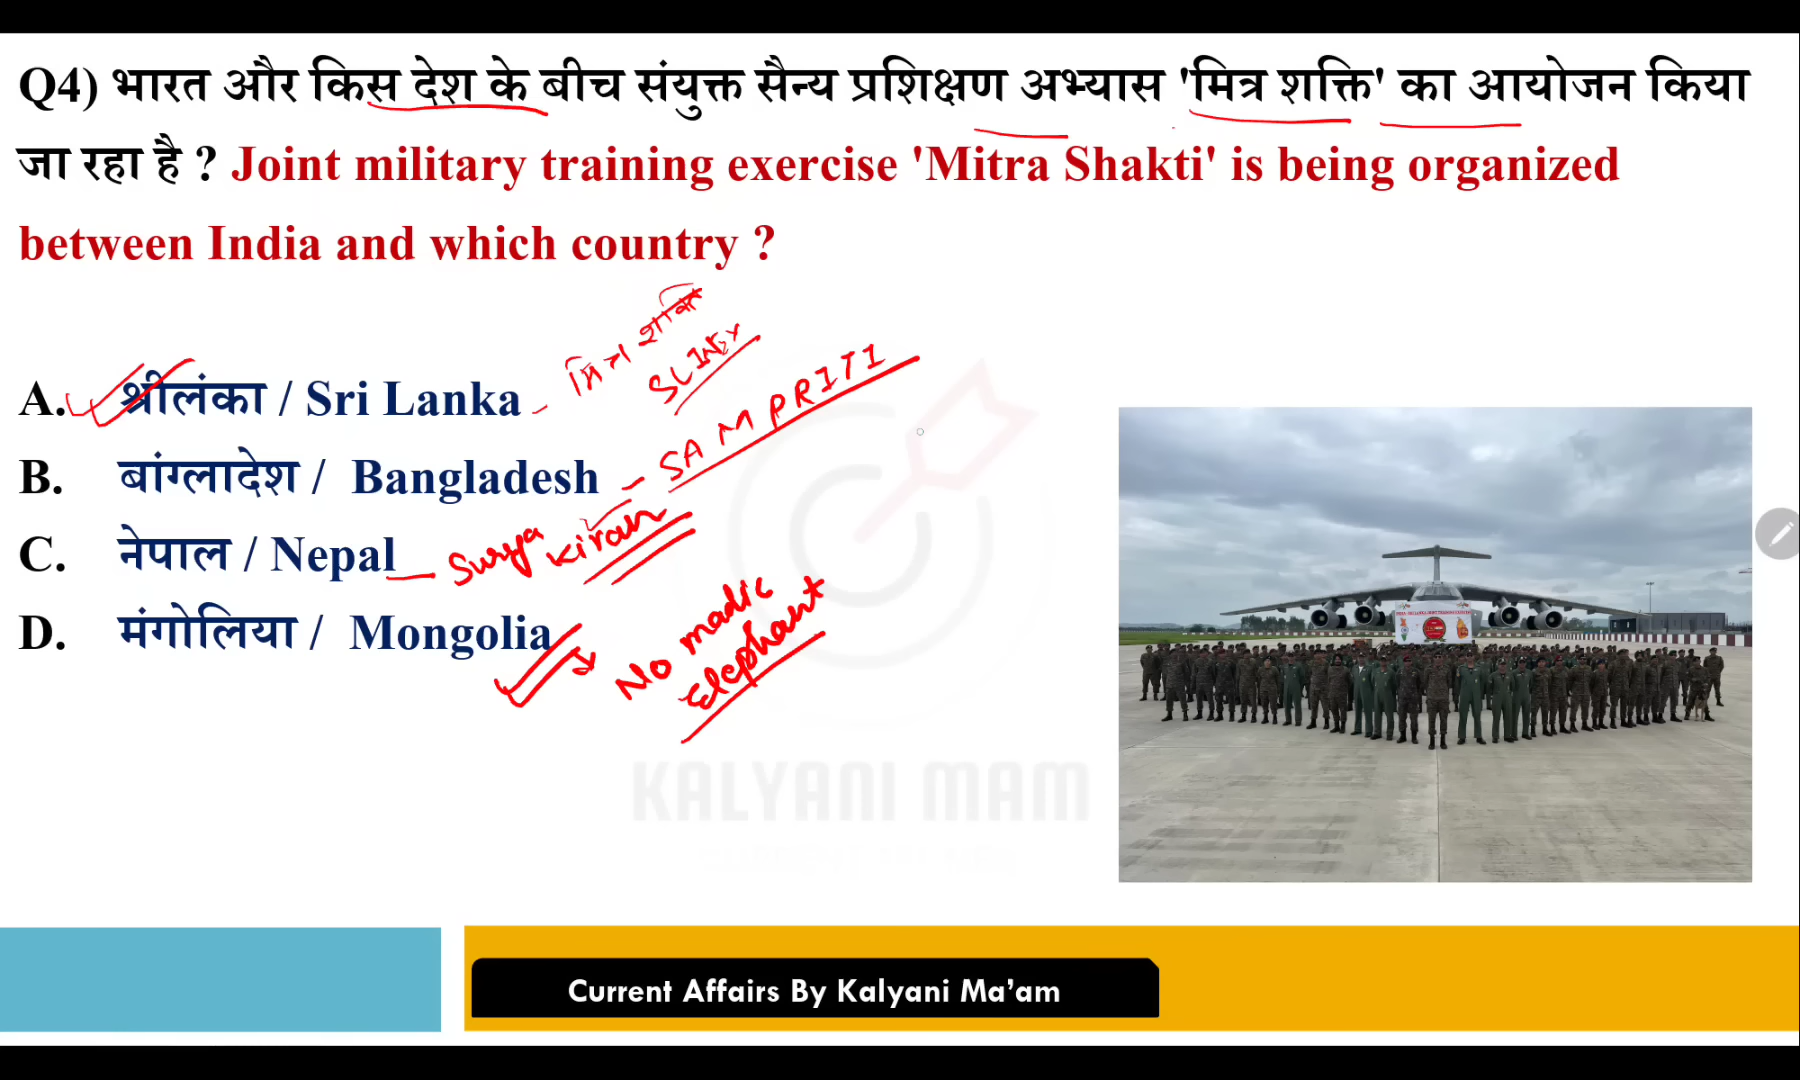 Q4) भारत और किस देश के बीच संयुक्त सैन्य प्रशिक्षण अभ्यास 'मित्र शक्ति' का आयोजन किया
जा रहा है ? Joint military training exercise 'Mitra Shakti' is being organized
between India and which country ?
A. श्रीलंका / Sri Lanka - मित्र शक्ति
SLINEX
B. बांग्लादेश / Bangladesh - SAMPRITI
C. नेपाल / Nepal - Surya
Kiran
D. मंगोलिया / Mongolia → No madic
Elephant
KALYANI MAM
Current Affairs By Kalyani Ma'am